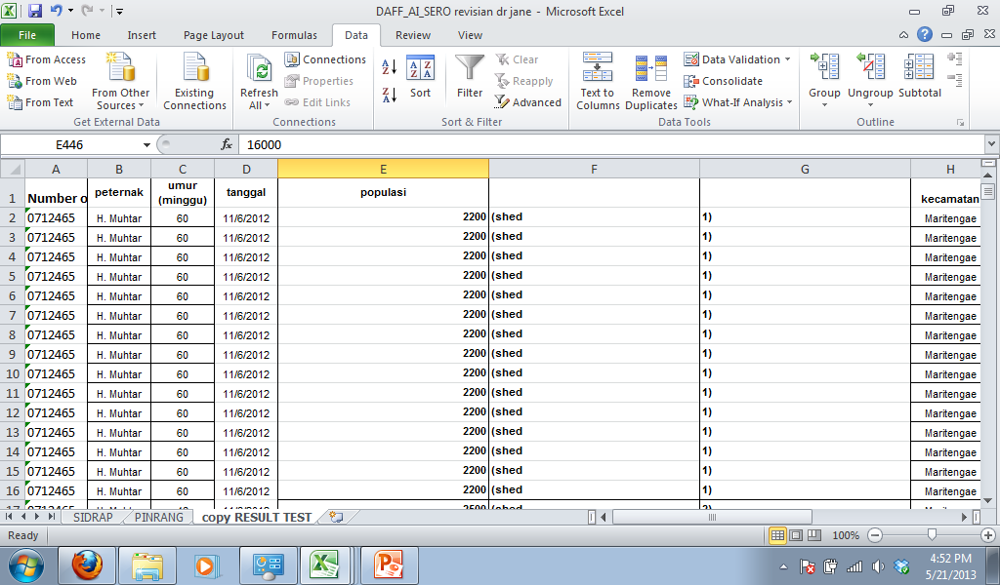 DAFF_AI_SERO revisian dr jane - Microsoft Excel
File Home Insert Page Layout Formulas Data Review View
From Access
From Web
From Text
From Other Sources
Existing Connections
Get External Data
Refresh All
Connections
Properties
Edit Links
Connections
Sort
Filter
Clear
Reapply
Advanced
Sort & Filter
Text to Columns
Remove Duplicates
Data Validation
Consolidate
What-If Analysis
Data Tools
Group
Ungroup
Subtotal
Outline
E446 fx 16000
A B C D E F G H
1 Number o peternak umur (minggu) tanggal populasi kecamatan
2 0712465 H. Muhtar 60 11/6/2012 2200 (shed 1) Maritengae
3 0712465 H. Muhtar 60 11/6/2012 2200 (shed 1) Maritengae
4 0712465 H. Muhtar 60 11/6/2012 2200 (shed 1) Maritengae
5 0712465 H. Muhtar 60 11/6/2012 2200 (shed 1) Maritengae
6 0712465 H. Muhtar 60 11/6/2012 2200 (shed 1) Maritengae
7 0712465 H. Muhtar 60 11/6/2012 2200 (shed 1) Maritengae
8 0712465 H. Muhtar 60 11/6/2012 2200 (shed 1) Maritengae
9 0712465 H. Muhtar 60 11/6/2012 2200 (shed 1) Maritengae
10 0712465 H. Muhtar 60 11/6/2012 2200 (shed 1) Maritengae
11 0712465 H. Muhtar 60 11/6/2012 2200 (shed 1) Maritengae
12 0712465 H. Muhtar 60 11/6/2012 2200 (shed 1) Maritengae
13 0712465 H. Muhtar 60 11/6/2012 2200 (shed 1) Maritengae
14 0712465 H. Muhtar 60 11/6/2012 2200 (shed 1) Maritengae
15 0712465 H. Muhtar 60 11/6/2012 2200 (shed 1) Maritengae
16 0712465 H. Muhtar 60 11/6/2012 2200 (shed 1) Maritengae
SIDRAP PINRANG copy RESULT TEST
Ready 100%
4:52 PM
5/21/2013